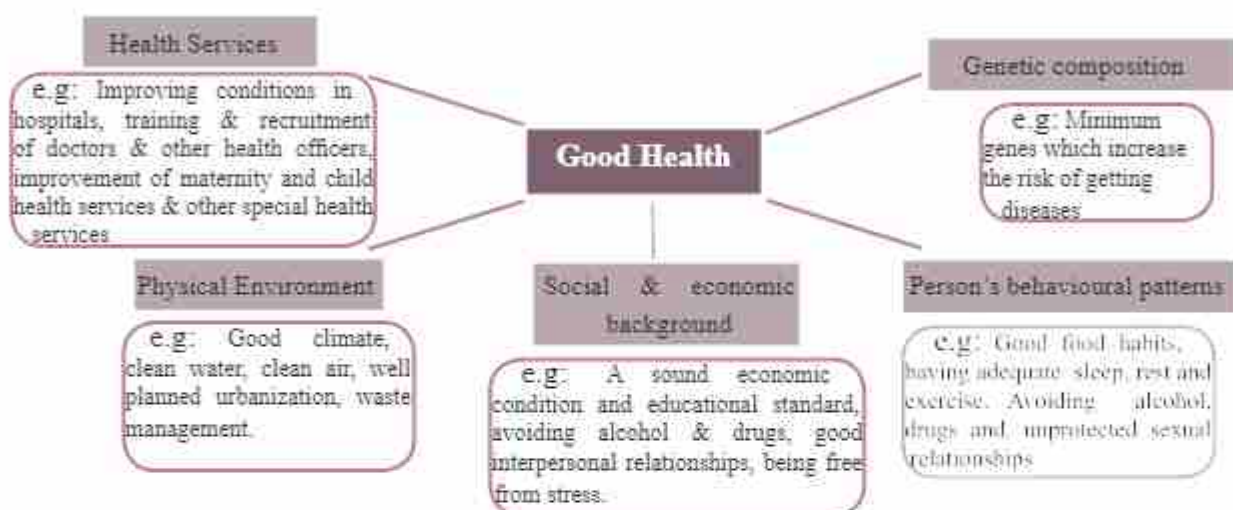 Health Services
e.g: Improving conditions in
hospitals, training & recruitment
of doctors & other health officers,
improvement of maternity and child
health services & other special health
services
Genetic composition
e.g: Minimum
genes which increase
the risk of getting
diseases
Good Health
Physical Environment
e.g: Good climate,
clean water, clean air, well
planned urbanization, waste
management.
Social & economic
background
e.g: A sound economic
condition and educational standard,
avoiding alcohol & drugs, good
interpersonal relationships, being free
from stress.
Person's behavioural patterns
e.g: Good food habits,
having adequate sleep, rest and
exercise. Avoiding alcohol,
drugs and, unprotected sexual
relationships